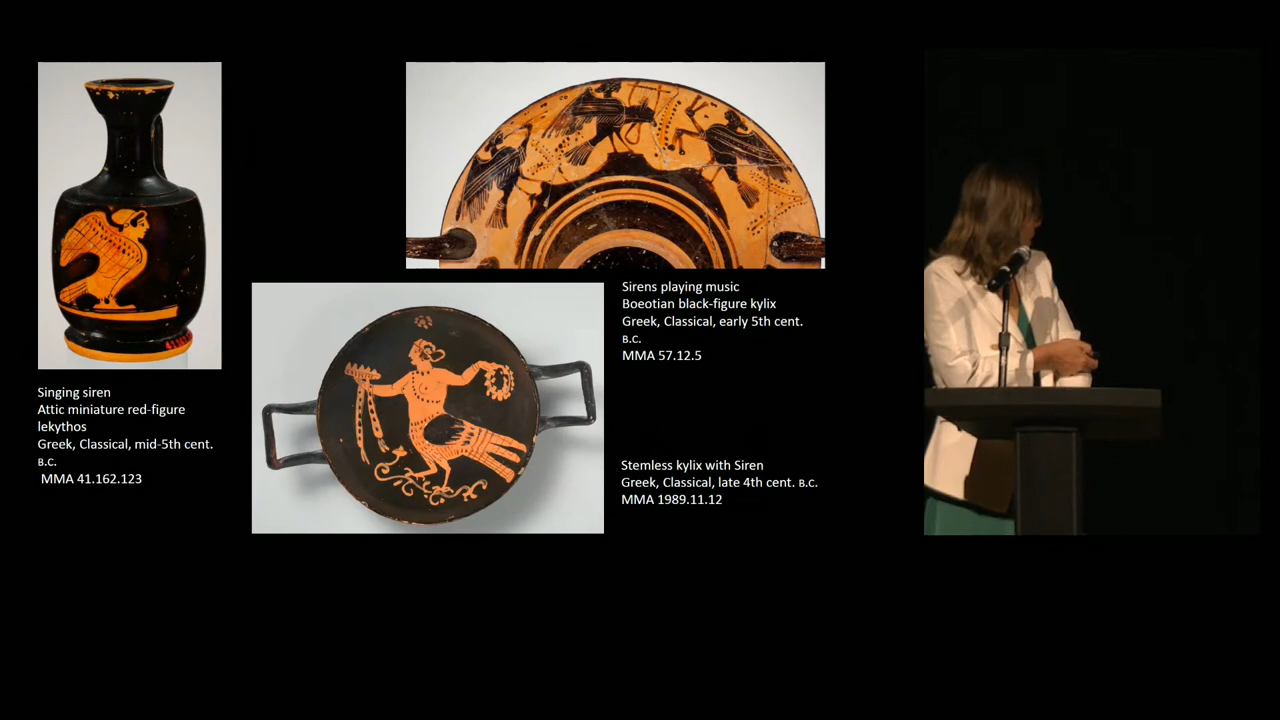 Singing siren
Attic miniature red-figure
lekythos
Greek, Classical, mid-5th cent.
B.C.
MMA 41.162.123
Sirens playing music
Boeotian black-figure kylix
Greek, Classical, early 5th cent.
B.C.
MMA 57.12.5
Stemless kylix with Siren
Greek, Classical, late 4th cent. B.C.
MMA 1989.11.12